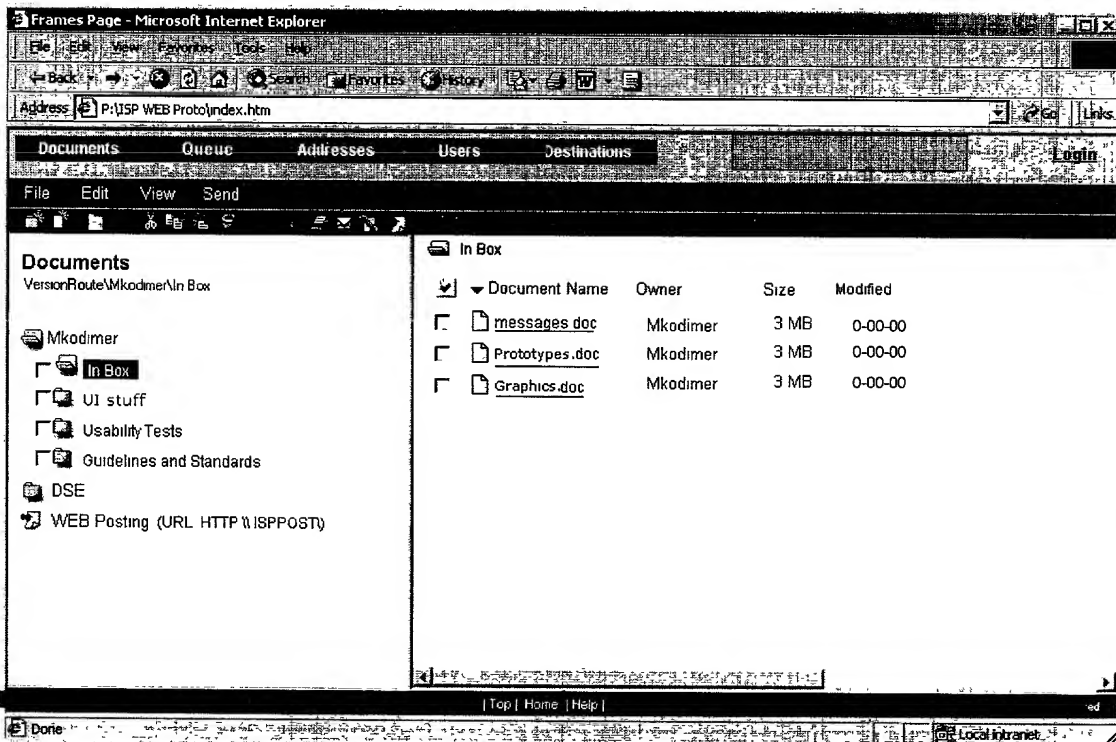 Frames Page - Microsoft Internet Explorer
File Edit View Favorites Tools Help
Back Search Favorites History
Address P:\ISP WEB Proto\index.htm Go Links
Documents Queue Addresses Users Destinations Login
File Edit View Send
Documents
VersionRoute\Mkodimer\In Box
Mkodimer
In Box
UI stuff
Usability Tests
Guidelines and Standards
DSE
WEB Posting (URL HTTP \\ ISPPOST\)
In Box
Document Name Owner Size Modified
messages doc Mkodimer 3 MB 0-00-00
Prototypes.doc Mkodimer 3 MB 0-00-00
Graphics.doc Mkodimer 3 MB 0-00-00
| Top | Home | Help |
ed
Done Local intranet